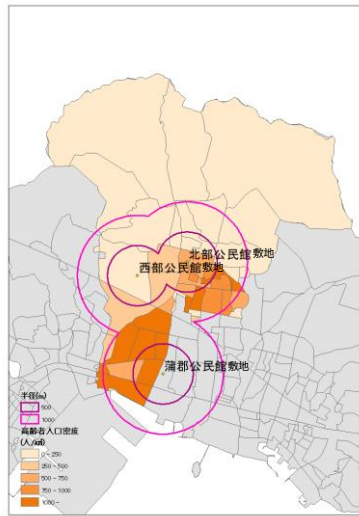 北部公民館敷地
西部公民館敷地
蒲郡公民館敷地
半径(m)
500
1000
高齢者人口密度
(人/k㎡)
0 - 250
250 - 500
500 - 750
750 - 1000
1000 -